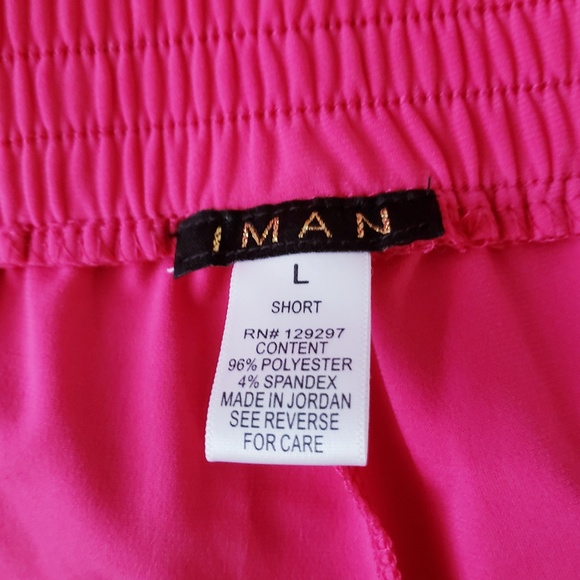 IMAN
L
SHORT
RN# 129297
CONTENT
96% POLYESTER
4% SPANDEX
MADE IN JORDAN
SEE REVERSE
FOR CARE